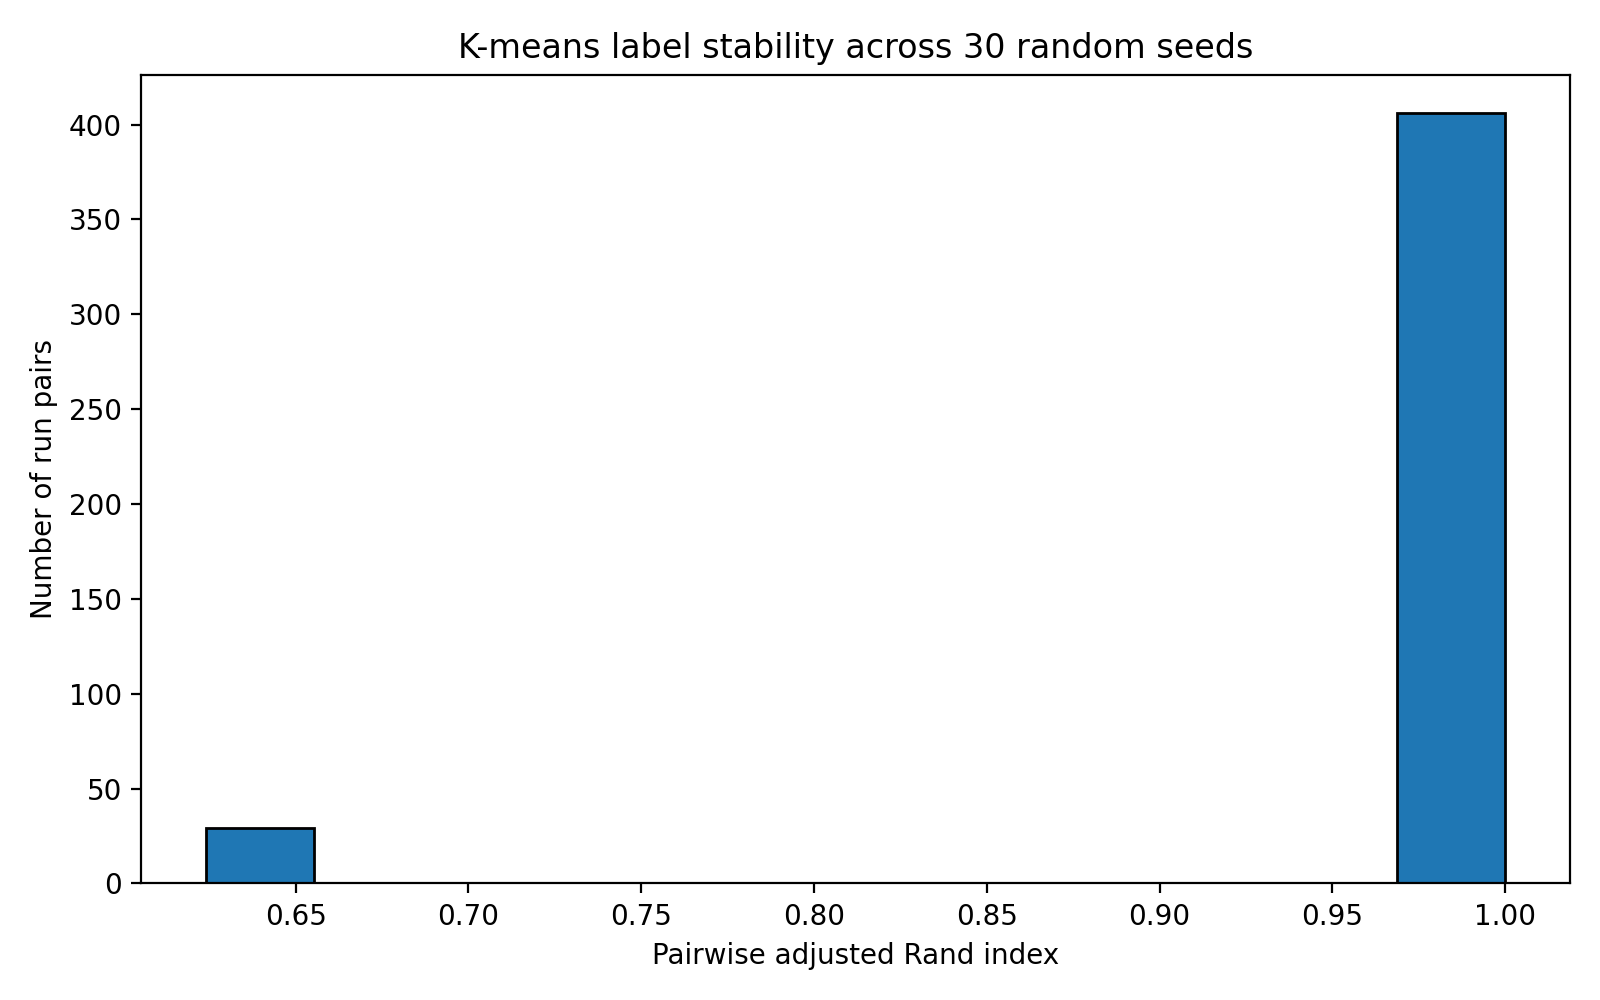 K-means label stability across 30 random seeds
400
350
300
250
200
150
100
50
0
Number of run pairs
0.65 0.70 0.75 0.80 0.85 0.90 0.95 1.00
Pairwise adjusted Rand index